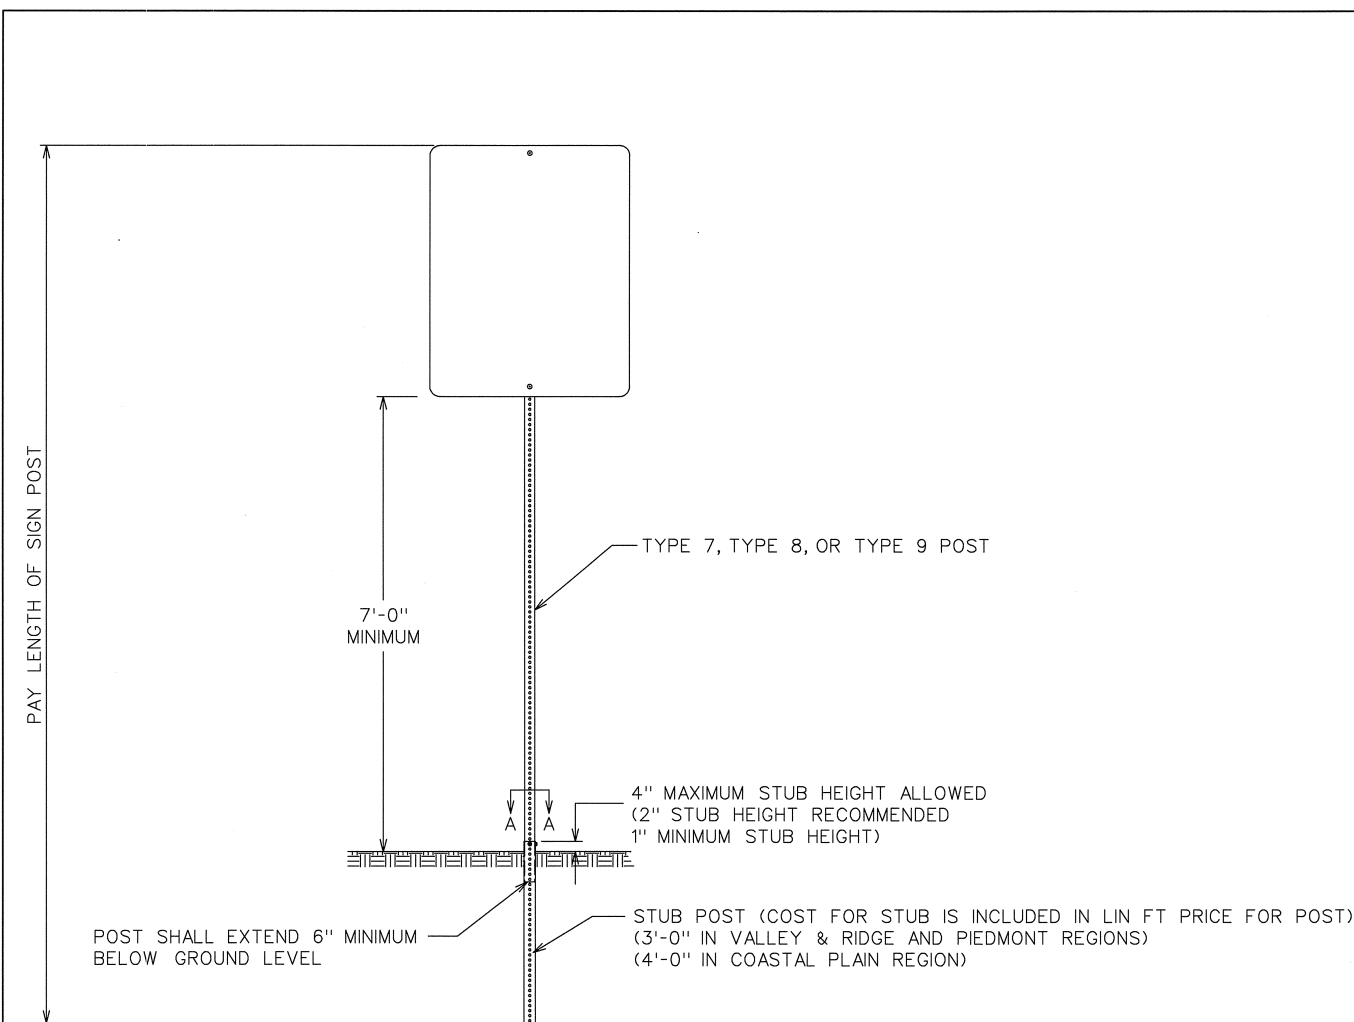 PAY LENGTH OF SIGN POST
TYPE 7, TYPE 8, OR TYPE 9 POST
7'-0"
MINIMUM
4" MAXIMUM STUB HEIGHT ALLOWED
(2" STUB HEIGHT RECOMMENDED
1" MINIMUM STUB HEIGHT)
A A
STUB POST (COST FOR STUB IS INCLUDED IN LIN FT PRICE FOR POST)
(3'-0" IN VALLEY & RIDGE AND PIEDMONT REGIONS)
(4'-0" IN COASTAL PLAIN REGION)
POST SHALL EXTEND 6" MINIMUM
BELOW GROUND LEVEL